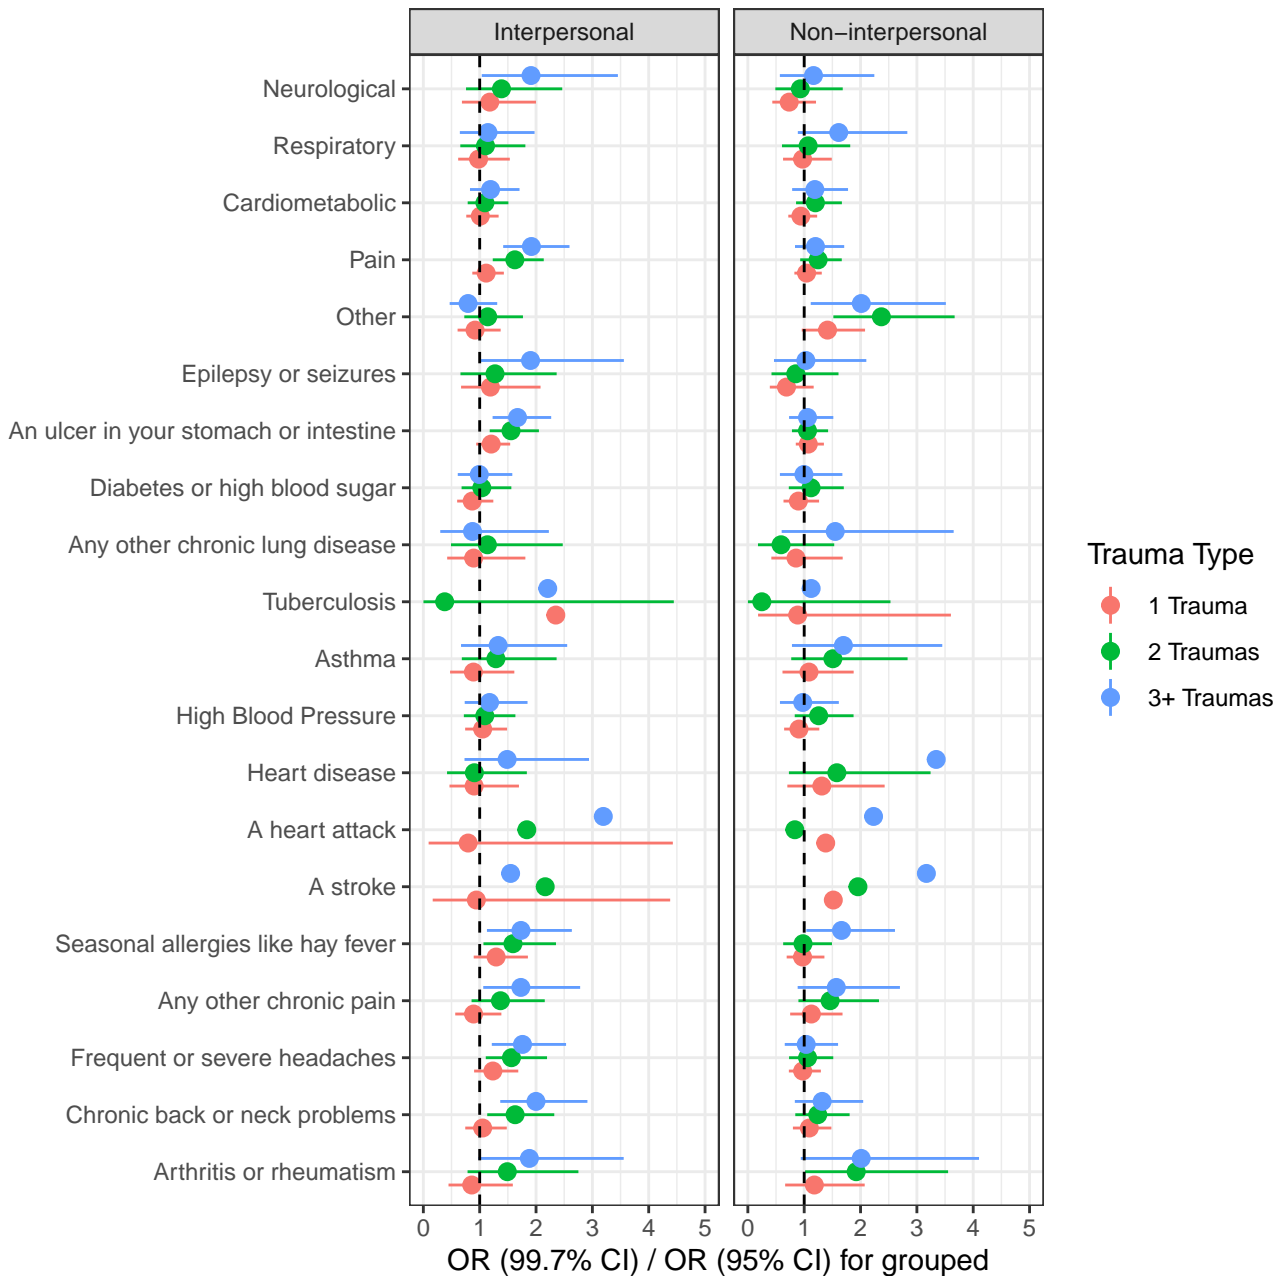 Interpersonal
Non−interpersonal
Neurological
Respiratory
Cardiometabolic
Pain
Other
Epilepsy or seizures
An ulcer in your stomach or intestine
Diabetes or high blood sugar
Any other chronic lung disease
Tuberculosis
Asthma
High Blood Pressure
Heart disease
A heart attack
A stroke
Seasonal allergies like hay fever
Any other chronic pain
Frequent or severe headaches
Chronic back or neck problems
Arthritis or rheumatism
0 1 2 3 4 5
0 1 2 3 4 5
OR (99.7% CI) / OR (95% CI) for grouped
Trauma Type
1 Trauma
2 Traumas
3+ Traumas